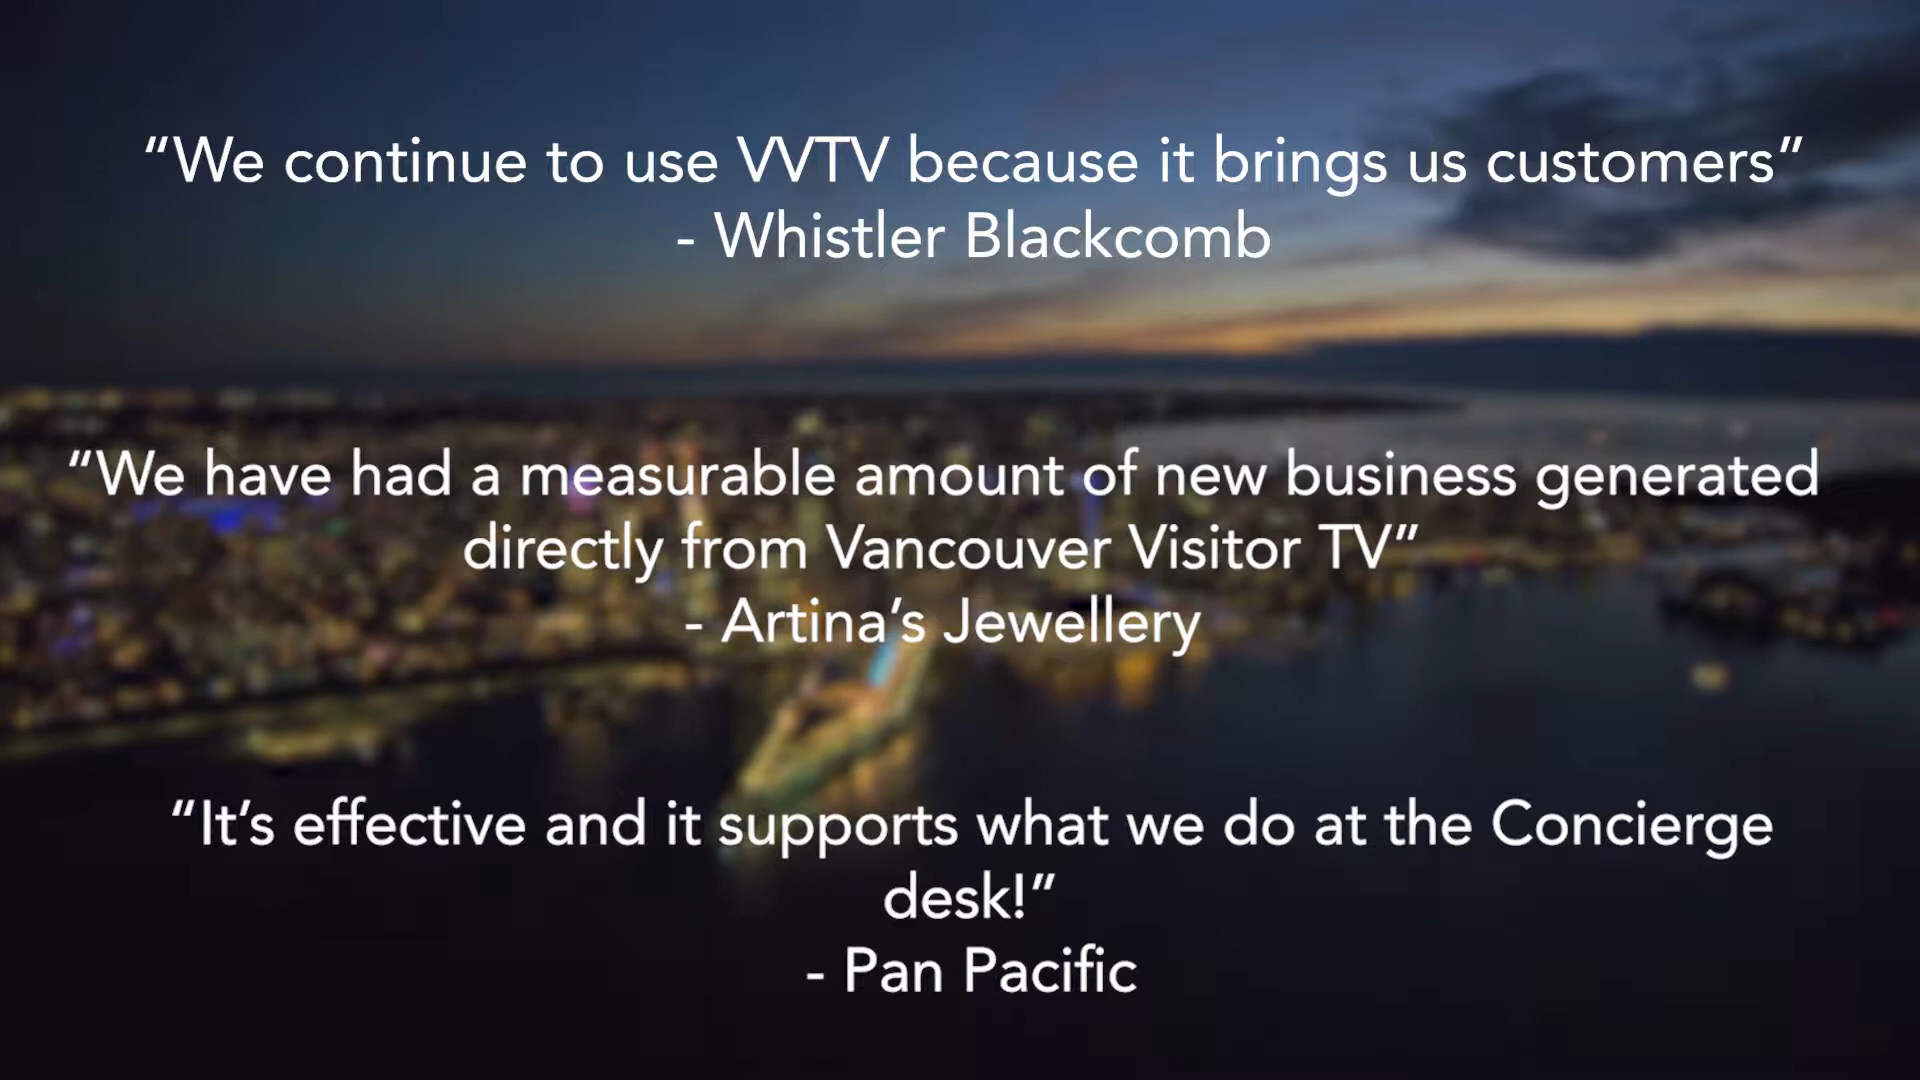 “We continue to use VVTV because it brings us customers”
- Whistler Blackcomb
“We have had a measurable amount of new business generated
directly from Vancouver Visitor TV”
- Artina’s Jewellery
“It’s effective and it supports what we do at the Concierge
desk!”
- Pan Pacific